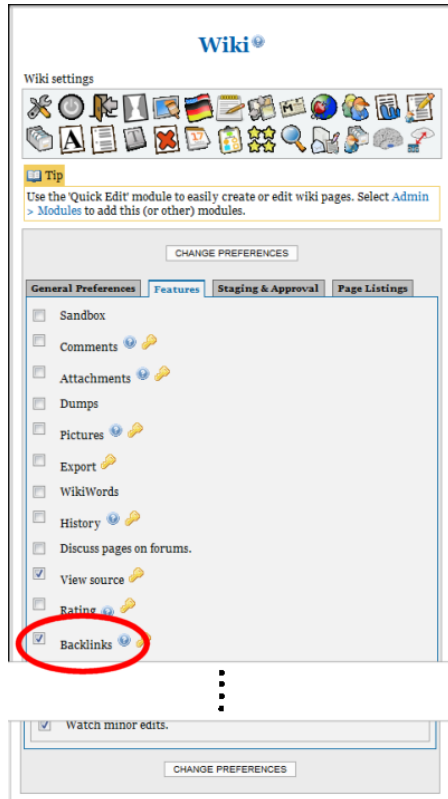 Wiki
Wiki settings
A
17
Tip
Use the 'Quick Edit' module to easily create or edit wiki pages. Select Admin
> Modules to add this (or other) modules.
CHANGE PREFERENCES
General Preferences Features Staging & Approval Page Listings
Sandbox
Comments
Attachments
Dumps
Pictures
Export
WikiWords
History
Discuss pages on forums.
View source
Rating
Backlinks
Watch minor edits.
CHANGE PREFERENCES